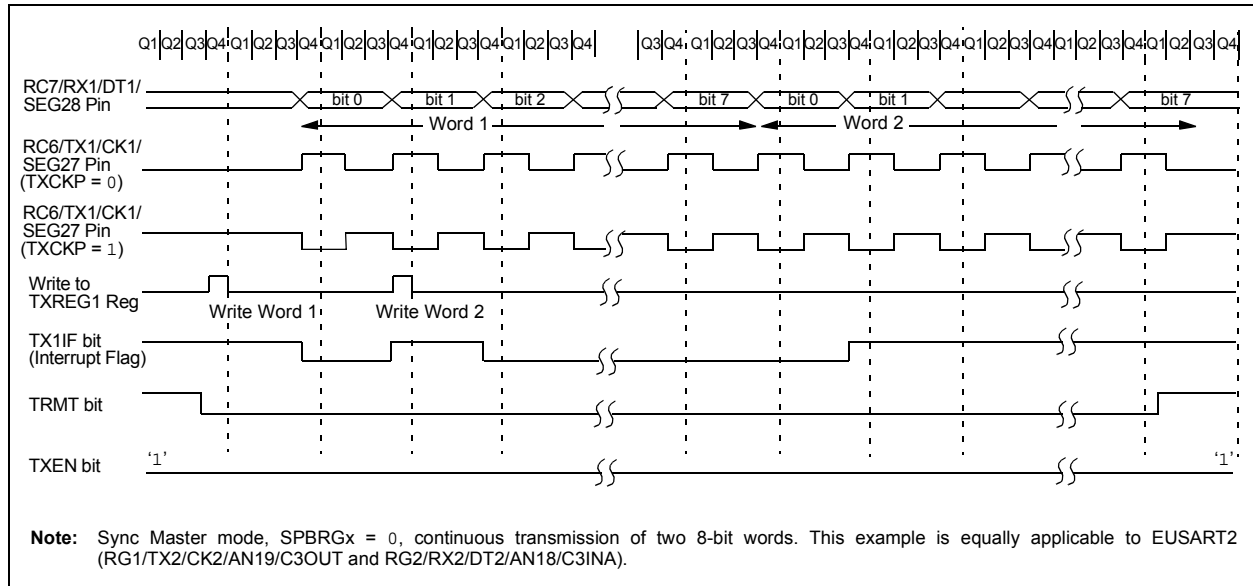 Q1 Q2 Q3 Q4 Q1 Q2 Q3 Q4 Q1 Q2 Q3 Q4 Q1 Q2 Q3 Q4 Q1 Q2 Q3 Q4 Q3 Q4 Q1 Q2 Q3 Q4 Q1 Q2 Q3 Q4 Q1 Q2 Q3 Q4 Q1 Q2 Q3 Q4 Q1 Q2 Q3 Q4 Q1 Q2 Q3 Q4
RC7/RX1/DT1/
SEG28 Pin
bit 0 bit 1 bit 2 bit 7 bit 0 bit 1 bit 7
Word 1 Word 2
RC6/TX1/CK1/
SEG27 Pin
(TXCKP = 0)
RC6/TX1/CK1/
SEG27 Pin
(TXCKP = 1)
Write to
TXREG1 Reg
Write Word 1 Write Word 2
TX1IF bit
(Interrupt Flag)
TRMT bit
TXEN bit
‘1’ ‘1’
Note: Sync Master mode, SPBRGx = 0, continuous transmission of two 8-bit words. This example is equally applicable to EUSART2
(RG1/TX2/CK2/AN19/C3OUT and RG2/RX2/DT2/AN18/C3INA).